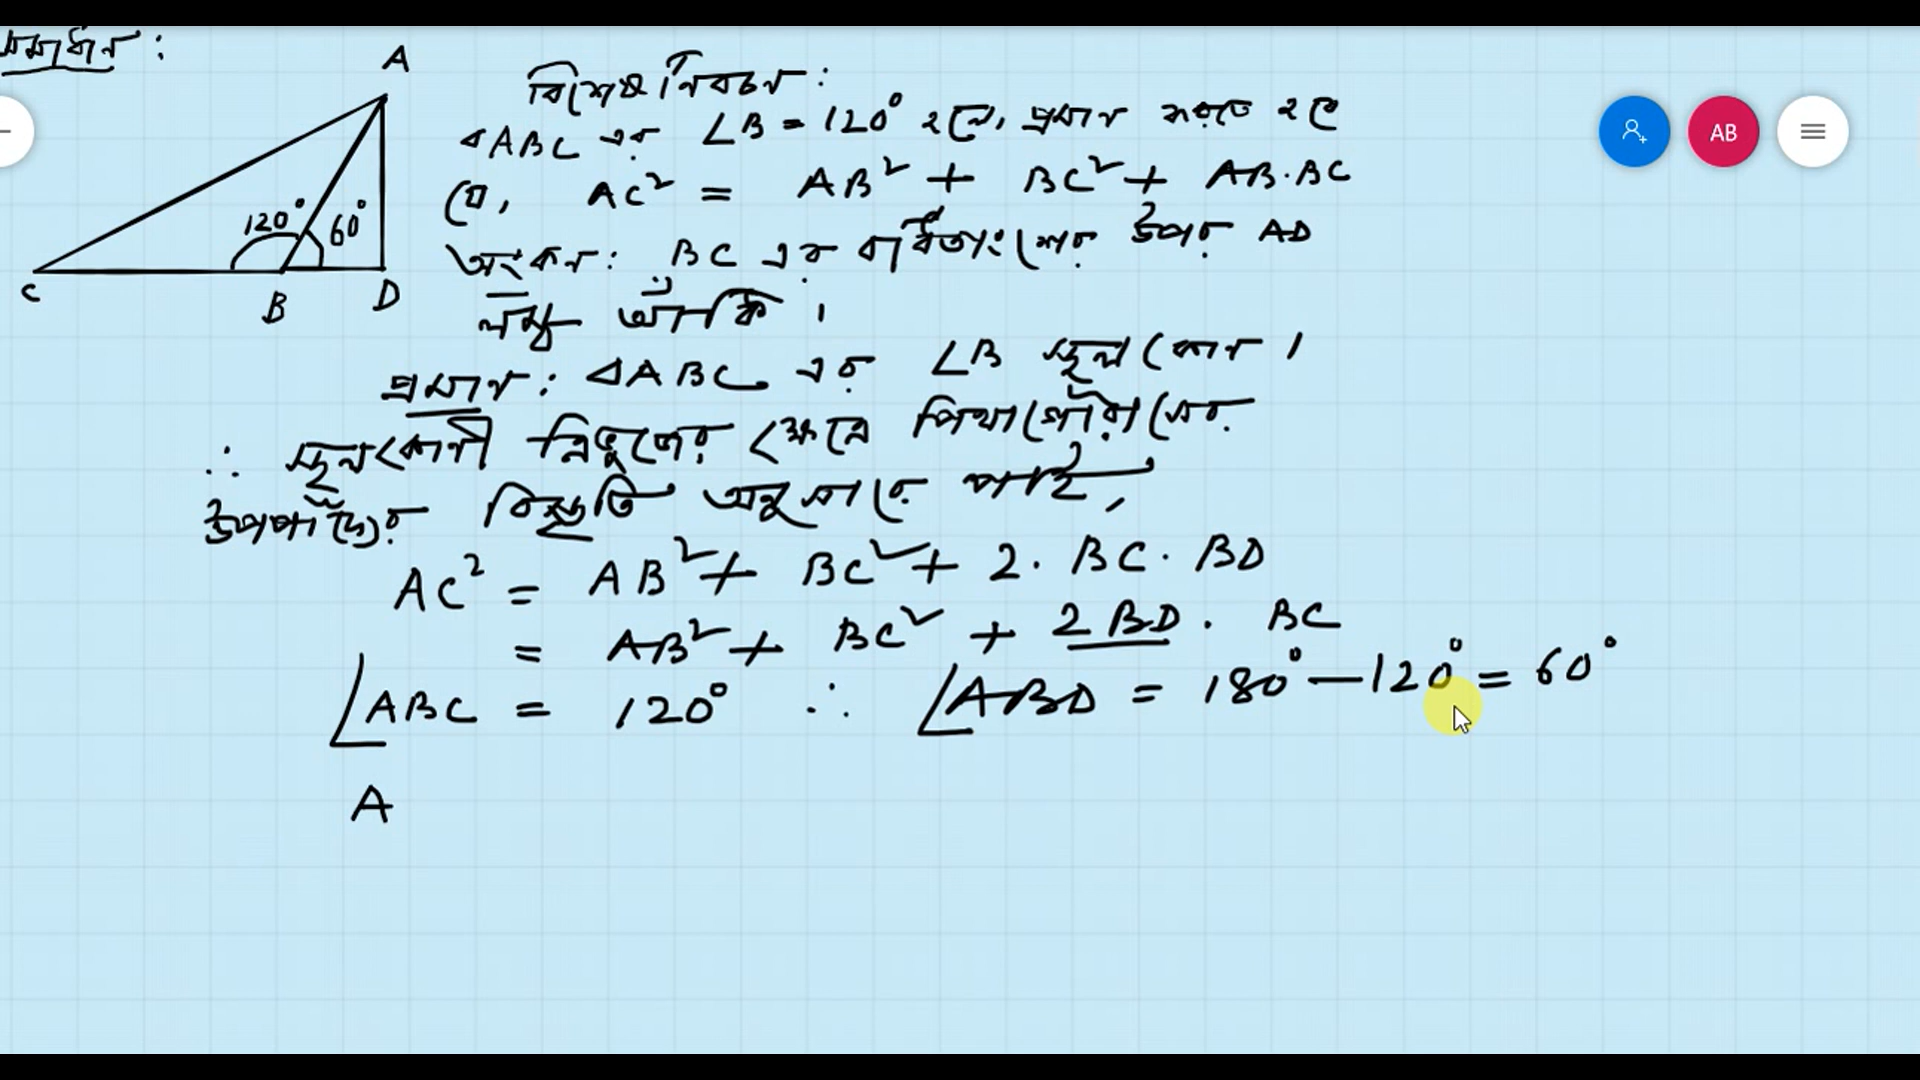 সমাধান:
A
120° 60°
C B D
বিশেষ নির্বচন:
△ABC এর ∠B = 120° হলে, প্রমাণ করতে হবে
যে, AC² = AB² + BC² + AB·BC
অংকন: BC এর বর্ধিতাংশের উপর AD
লম্ব আঁকি।
প্রমাণ: △ABC এর ∠B স্থূলকোণ।
∴ স্থূলকোণী ত্রিভুজের ক্ষেত্রে পিথাগোরাসের
উপপাদ্যের বিস্তৃতি অনুসারে পাই,
AC² = AB² + BC² + 2. BC. BD
= AB² + BC² + 2 BD. BC
∠ABC = 120° ∴ ∠ABD = 180° - 120° = 60°
A
AB